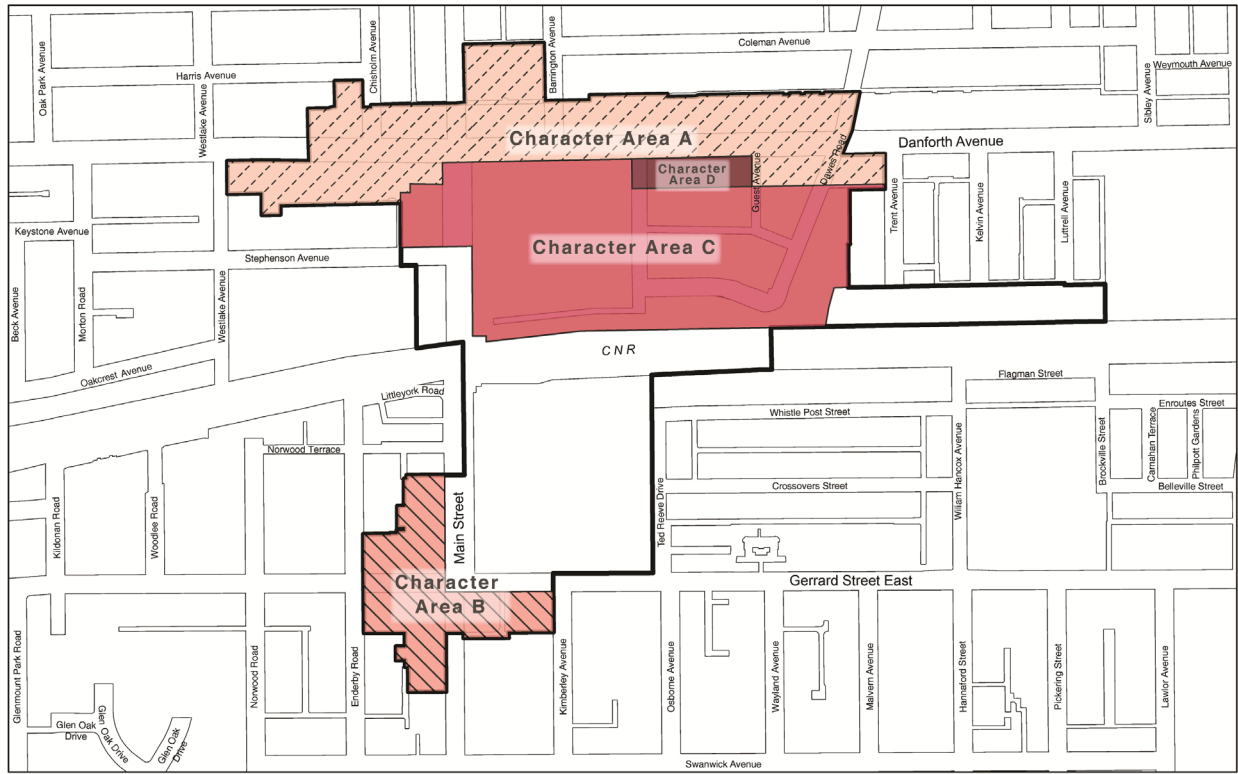 Oak Park Avenue
Harris Avenue
Chisholm Avenue
Barrington Avenue
Coleman Avenue
Weymouth Avenue
Sibley Avenue
Westlake Avenue
Character Area A
Danforth Avenue
Dawes Road
Character
Area D
Guest Avenue
Trent Avenue
Kelvin Avenue
Luttrell Avenue
Keystone Avenue
Stephenson Avenue
Character Area C
Beck Avenue
Morton Road
Westlake Avenue
Oakcrest Avenue
C N R
Littleyork Road
Flagman Street
Enroutes Street
Whistle Post Street
Norwood Terrace
William Hancox Avenue
Brockville Street
Carnahan Terrace
Philpott Gardens
Crossovers Street
Belleville Street
Ted Reeve Drive
Kildonan Road
Woodlee Road
Main Street
Character
Area B
Gerrard Street East
Glenmount Park Road
Norwood Road
Enderby Road
Kimberley Avenue
Osborne Avenue
Wayland Avenue
Malvern Avenue
Hannaford Street
Pickering Street
Lawlor Avenue
Glen Oak
Drive
Glen Oak Drive
Glen Oak
Drive
Swanwick Avenue